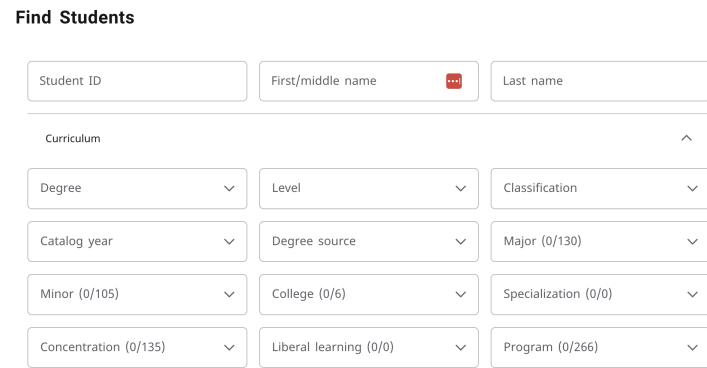 Find Students
Student ID
First/middle name
Last name
Curriculum
Degree
Level
Classification
Catalog year
Degree source
Major (0/130)
Minor (0/105)
College (0/6)
Specialization (0/0)
Concentration (0/135)
Liberal learning (0/0)
Program (0/266)